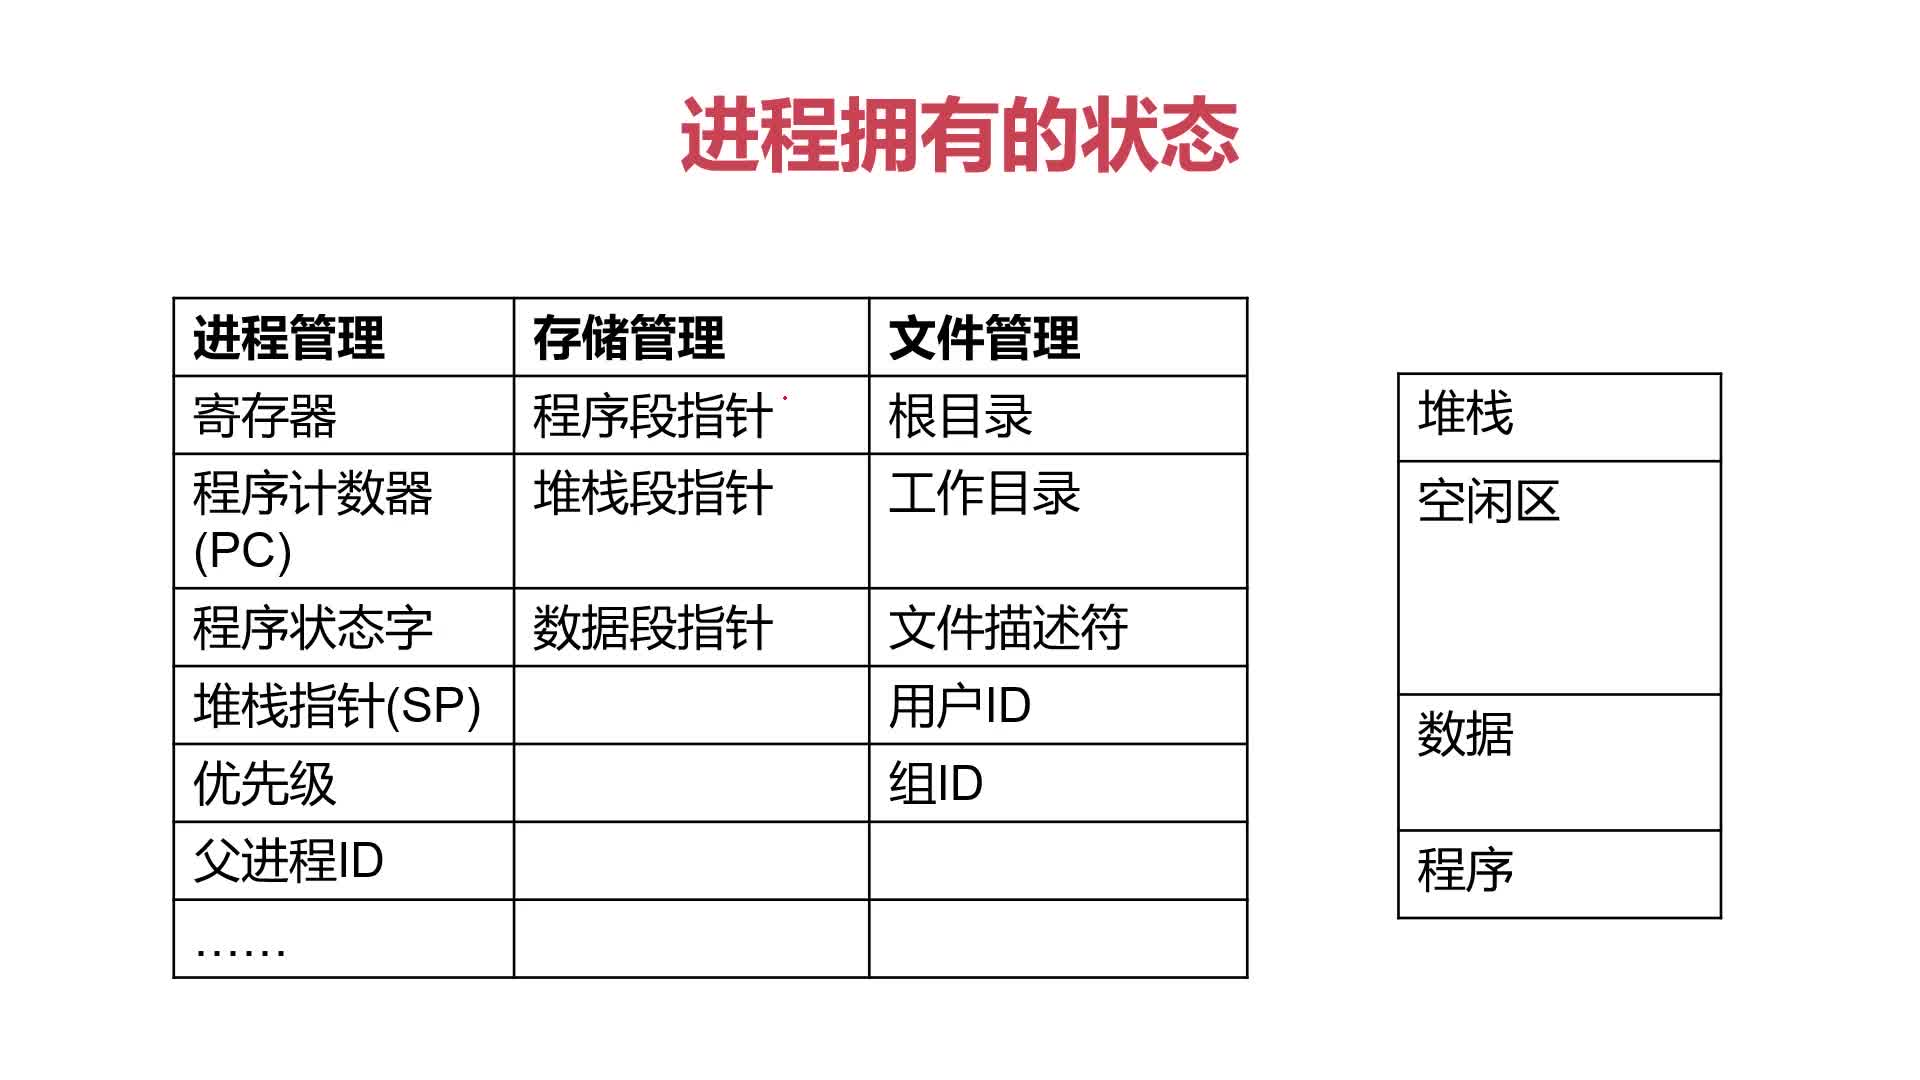 进程拥有的状态
进程管理 存储管理 文件管理
寄存器 程序段指针 根目录
程序计数器 堆栈段指针 工作目录
(PC)
程序状态字 数据段指针 文件描述符
堆栈指针(SP) 用户ID
优先级 组ID
父进程ID
……
堆栈
空闲区
数据
程序